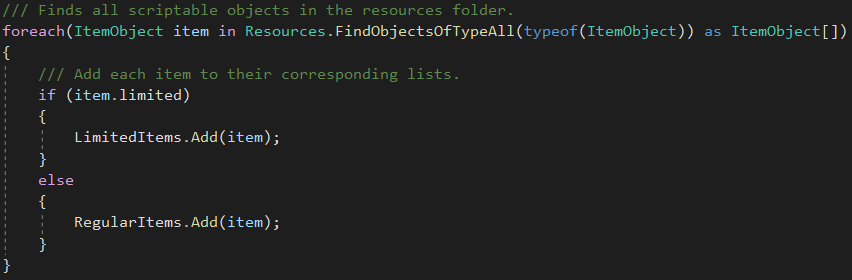 /// Finds all scriptable objects in the resources folder.
foreach(ItemObject item in Resources.FindObjectsOfTypeAll(typeof(ItemObject)) as ItemObject[])
{
    /// Add each item to their corresponding lists.
    if (item.limited)
    {
        LimitedItems.Add(item);
    }
    else
    {
        RegularItems.Add(item);
    }
}